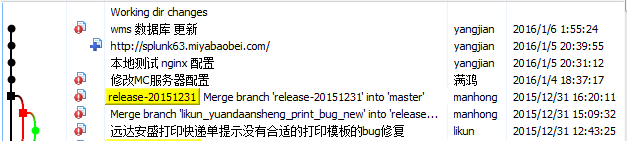 Working dir changes
wms 数据库 更新 yangjian 2016/1/6 1:55:24
http://splunk63.miyabaobei.com/ yangjian 2016/1/5 20:39:55
本地测试 nginx 配置 yangjian 2016/1/5 20:31:12
修改MC服务器配置 满鸿 2016/1/4 18:37:17
release-20151231 Merge branch 'release-20151231' into 'master' manhong 2015/12/31 16:20:11
Merge branch 'likun_yuandaansheng_print_bug_new' into 'release... manhong 2015/12/31 15:09:32
远达安盛打印快递单提示没有合适的打印模板的bug修复 likun 2015/12/31 12:43:25